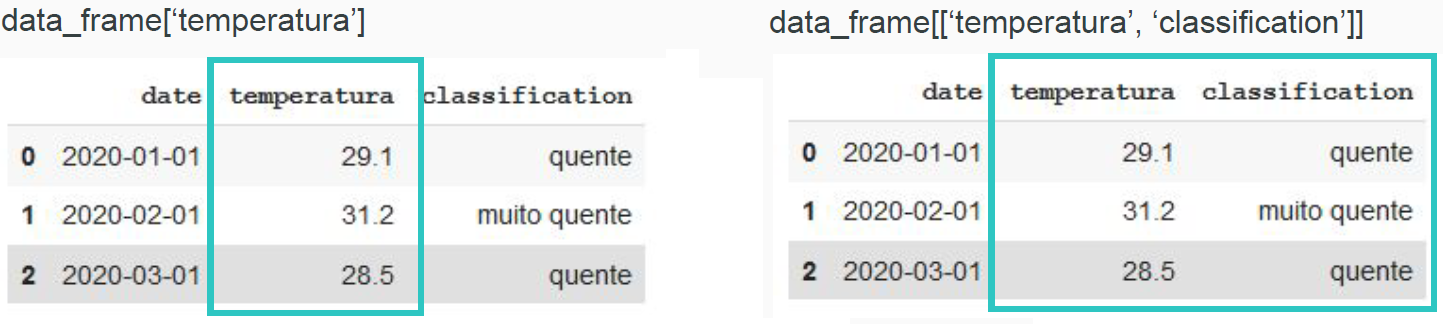 data_frame[‘temperatura’]
date temperatura classification
0 2020-01-01 29.1 quente
1 2020-02-01 31.2 muito quente
2 2020-03-01 28.5 quente
data_frame[[‘temperatura’, ‘classification’]]
date temperatura classification
0 2020-01-01 29.1 quente
1 2020-02-01 31.2 muito quente
2 2020-03-01 28.5 quente